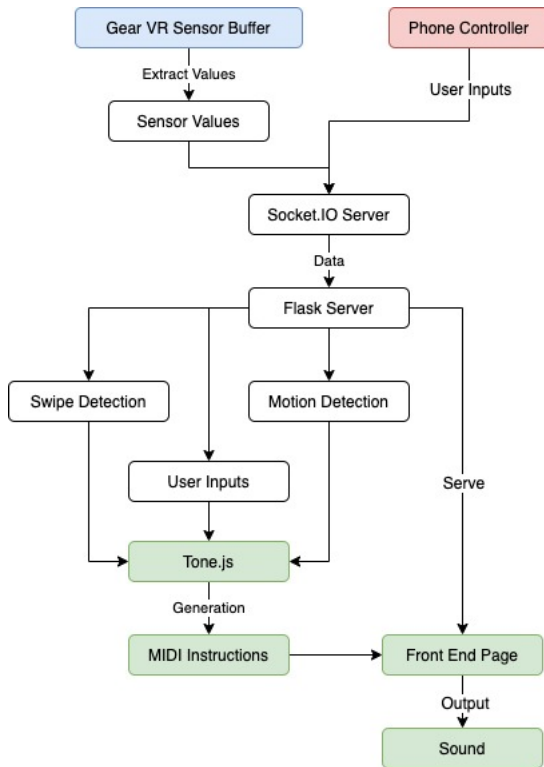 Gear VR Sensor Buffer
Phone Controller
Extract Values
User Inputs
Sensor Values
Socket.IO Server
Data
Flask Server
Swipe Detection
Motion Detection
User Inputs
Serve
Tone.js
Generation
MIDI Instructions
Front End Page
Output
Sound